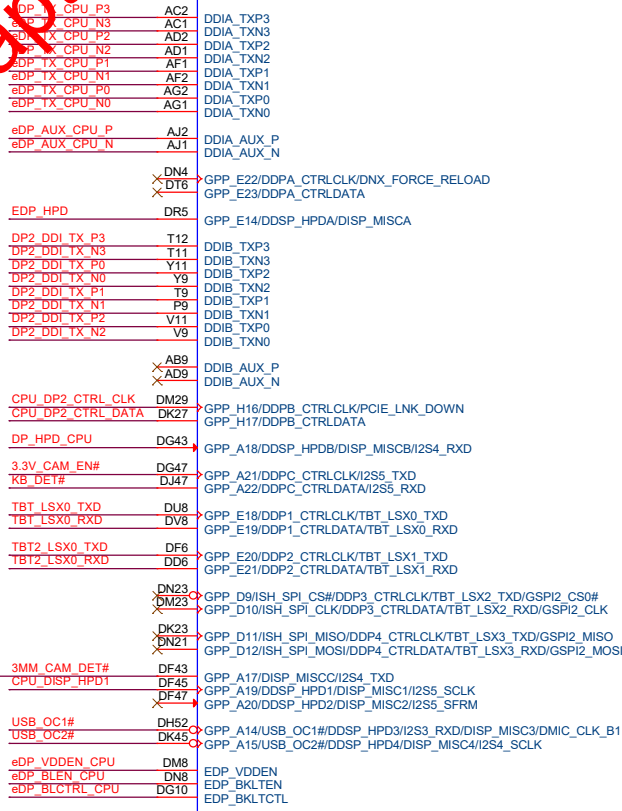 eDP_TX_CPU_P3 AC2 DDIA_TXP3
eDP_TX_CPU_N3 AC1 DDIA_TXN3
eDP_TX_CPU_P2 AD2 DDIA_TXP2
eDP_TX_CPU_N2 AD1 DDIA_TXN2
eDP_TX_CPU_P1 AF1 DDIA_TXP1
eDP_TX_CPU_N1 AF2 DDIA_TXN1
eDP_TX_CPU_P0 AG2 DDIA_TXP0
eDP_TX_CPU_N0 AG1 DDIA_TXN0
eDP_AUX_CPU_P AJ2 DDIA_AUX_P
eDP_AUX_CPU_N AJ1 DDIA_AUX_N
DN4 GPP_E22/DDPA_CTRLCLK/DNX_FORCE_RELOAD
DT6 GPP_E23/DDPA_CTRLDATA
EDP_HPD DR5 GPP_E14/DDSP_HPDA/DISP_MISCA
DP2_DDI_TX_P3 T12 DDIB_TXP3
DP2_DDI_TX_N3 T11 DDIB_TXN3
DP2_DDI_TX_P0 Y11 DDIB_TXP2
DP2_DDI_TX_N0 Y9 DDIB_TXN2
DP2_DDI_TX_P1 T9 DDIB_TXP1
DP2_DDI_TX_N1 P9 DDIB_TXN1
DP2_DDI_TX_P2 V11 DDIB_TXP0
DP2_DDI_TX_N2 V9 DDIB_TXN0
AB9 DDIB_AUX_P
AD9 DDIB_AUX_N
CPU_DP2_CTRL_CLK DM29 GPP_H16/DDPB_CTRLCLK/PCIE_LNK_DOWN
CPU_DP2_CTRL_DATA DK27 GPP_H17/DDPB_CTRLDATA
DP_HPD_CPU DG43 GPP_A18/DDSP_HPDB/DISP_MISCB/I2S4_RXD
3.3V_CAM_EN# DG47 GPP_A21/DDPC_CTRLCLK/I2S5_TXD
KB_DET# DJ47 GPP_A22/DDPC_CTRLDATA/I2S5_RXD
TBT_LSX0_TXD DU8 GPP_E18/DDP1_CTRLCLK/TBT_LSX0_TXD
TBT_LSX0_RXD DV8 GPP_E19/DDP1_CTRLDATA/TBT_LSX0_RXD
TBT2_LSX0_TXD DF6 GPP_E20/DDP2_CTRLCLK/TBT_LSX1_TXD
TBT2_LSX0_RXD DD6 GPP_E21/DDP2_CTRLDATA/TBT_LSX1_RXD
DN23 GPP_D9/ISH_SPI_CS#/DDP3_CTRLCLK/TBT_LSX2_TXD/GSPI2_CS0#
DM23 GPP_D10/ISH_SPI_CLK/DDP3_CTRLDATA/TBT_LSX2_RXD/GSPI2_CLK
DK23 GPP_D11/ISH_SPI_MISO/DDP4_CTRLCLK/TBT_LSX3_TXD/GSPI2_MISO
DN21 GPP_D12/ISH_SPI_MOSI/DDP4_CTRLDATA/TBT_LSX3_RXD/GSPI2_MOSI
3MM_CAM_DET# DF43 GPP_A17/DISP_MISCC/I2S4_TXD
CPU_DISP_HPD1 DF45 GPP_A19/DDSP_HPD1/DISP_MISC1/I2S5_SCLK
DF47 GPP_A20/DDSP_HPD2/DISP_MISC2/I2S5_SFRM
USB_OC1# DH52 GPP_A14/USB_OC1#/DDSP_HPD3/I2S3_RXD/DISP_MISC3/DMIC_CLK_B1
USB_OC2# DK45 GPP_A15/USB_OC2#/DDSP_HPD4/DISP_MISC4/I2S4_SCLK
eDP_VDDEN_CPU DM8 EDP_VDDEN
eDP_BLEN_CPU DN8 EDP_BKLTEN
eDP_BLCTRL_CPU DG10 EDP_BKLTCTL